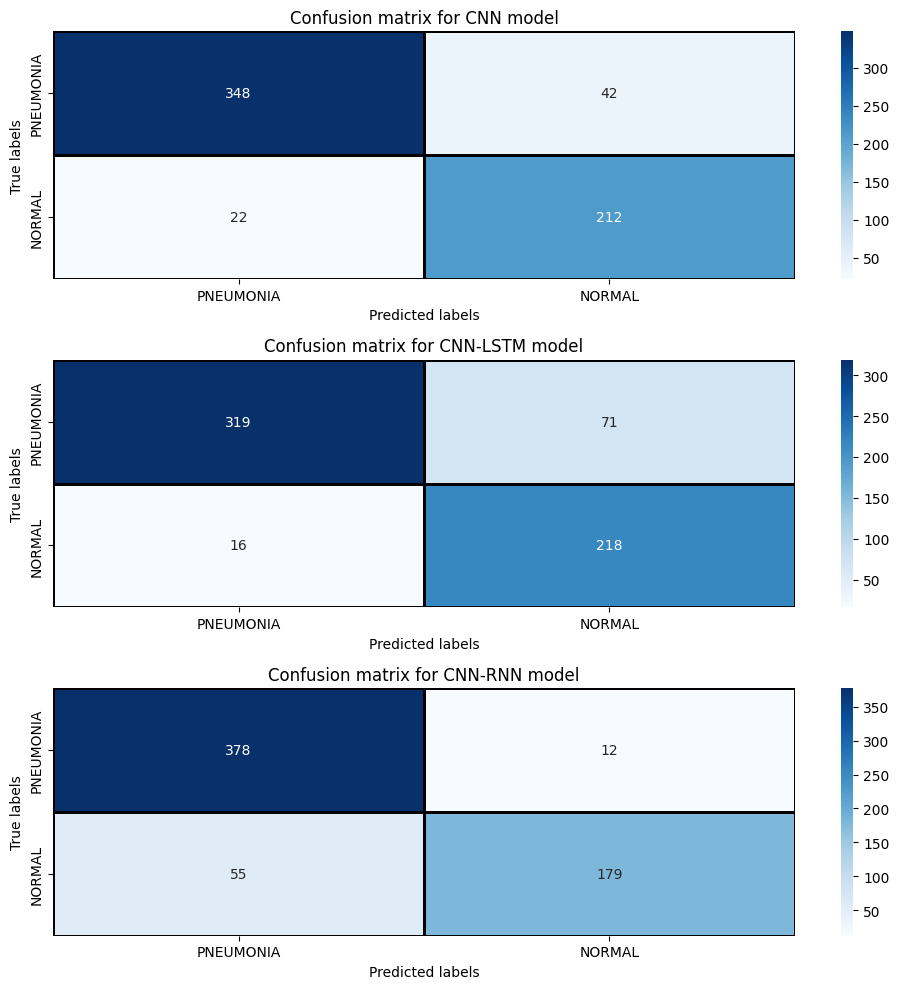 Confusion matrix for CNN model
True labels
PNEUMONIA
348
42
NORMAL
22
212
PNEUMONIA
NORMAL
Predicted labels
300
250
200
150
100
50
Confusion matrix for CNN-LSTM model
True labels
PNEUMONIA
319
71
NORMAL
16
218
PNEUMONIA
NORMAL
Predicted labels
300
250
200
150
100
50
Confusion matrix for CNN-RNN model
True labels
PNEUMONIA
378
12
NORMAL
55
179
PNEUMONIA
NORMAL
Predicted labels
350
300
250
200
150
100
50